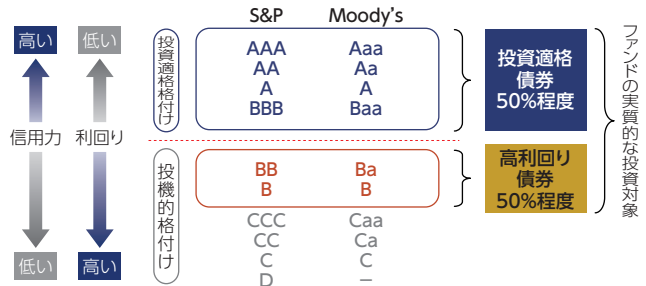 S&P Moody's
高い 低い
信用力 利回り
低い 高い
投資適格格付け
AAA Aaa
AA Aa
A A
BBB Baa
投機的格付け
BB Ba
B B
CCC Caa
CC Ca
C C
D –
投資適格
債券
50%程度
高利回り
債券
50%程度
ファンドの実質的な投資対象